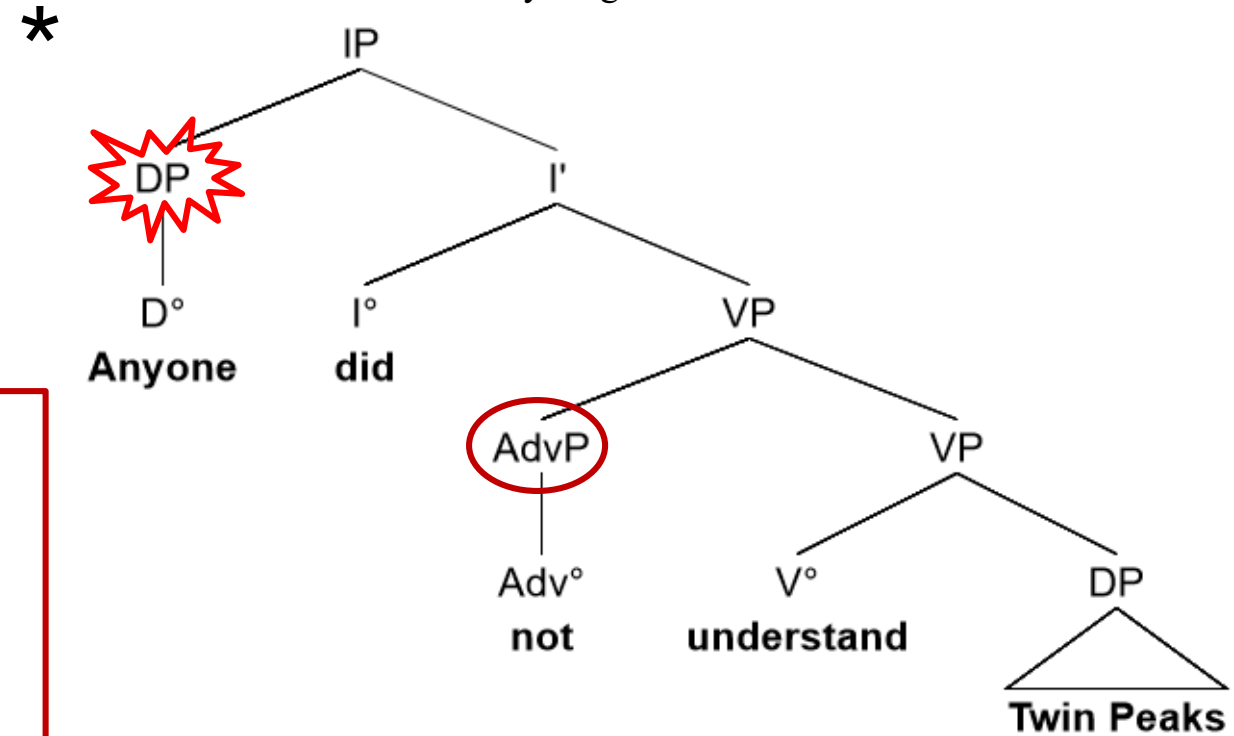 *
IP
DP I'
D° I° VP
Anyone did
AdvP VP
Adv° V° DP
not understand
Twin Peaks